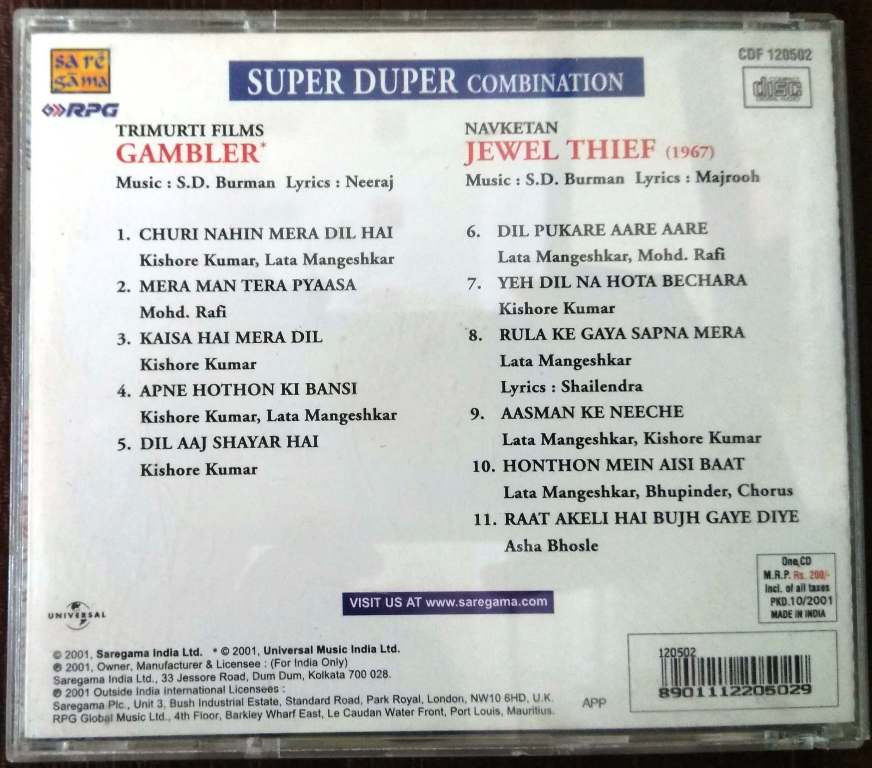 sa rē
gāma
RPG
SUPER DUPER COMBINATION
CDF 120502
COMPACT
disc
DIGITAL AUDIO
TRIMURTI FILMS
GAMBLER*
Music : S.D. Burman Lyrics : Neeraj
1. CHURI NAHIN MERA DIL HAI
Kishore Kumar, Lata Mangeshkar
2. MERA MAN TERA PYAASA
Mohd. Rafi
3. KAISA HAI MERA DIL
Kishore Kumar
4. APNE HOTHON KI BANSI
Kishore Kumar, Lata Mangeshkar
5. DIL AAJ SHAYAR HAI
Kishore Kumar
NAVKETAN
JEWEL THIEF (1967)
Music : S.D. Burman Lyrics : Majrooh
6. DIL PUKARE AARE AARE
Lata Mangeshkar, Mohd. Rafi
7. YEH DIL NA HOTA BECHARA
Kishore Kumar
8. RULA KE GAYA SAPNA MERA
Lata Mangeshkar
Lyrics : Shailendra
9. AASMAN KE NEECHE
Lata Mangeshkar, Kishore Kumar
10. HONTHON MEIN AISI BAAT
Lata Mangeshkar, Bhupinder, Chorus
11. RAAT AKELI HAI BUJH GAYE DIYE
Asha Bhosle
One CD
M.R.P. Rs. 200/-
Incl. of all taxes
PKD.10/2001
MADE IN INDIA
VISIT US AT www.saregama.com
UNIVERSAL
© 2001, Saregama India Ltd. * © 2001, Universal Music India Ltd.
℗ 2001, Owner, Manufacturer & Licensee : (For India Only)
Saregama India Ltd., 33 Jessore Road, Dum Dum, Kolkata 700 028.
℗ 2001 Outside India International Licensees :
Saregama Plc., Unit 3, Bush Industrial Estate, Standard Road, Park Royal, London, NW10 6HD, U.K.
RPG Global Music Ltd., 4th Floor, Barkley Wharf East, Le Caudan Water Front, Port Louis, Mauritius.
APP
120502
8901112205029